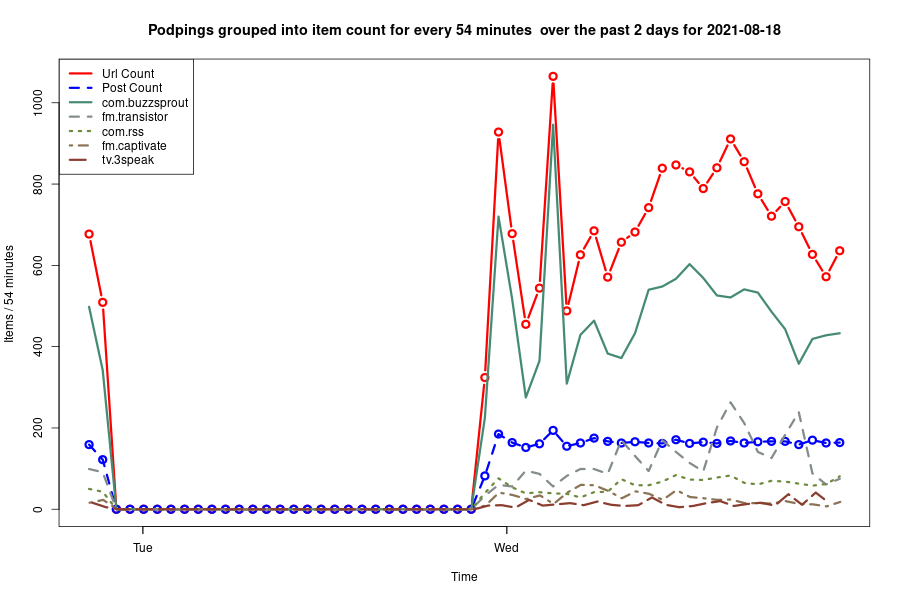 Podpings grouped into item count for every 54 minutes  over the past 2 days for 2021-08-18
Url Count
Post Count
com.buzzsprout
fm.transistor
com.rss
fm.captivate
tv.3speak
Items / 54 minutes
1000
800
600
400
200
0
Tue
Wed
Time